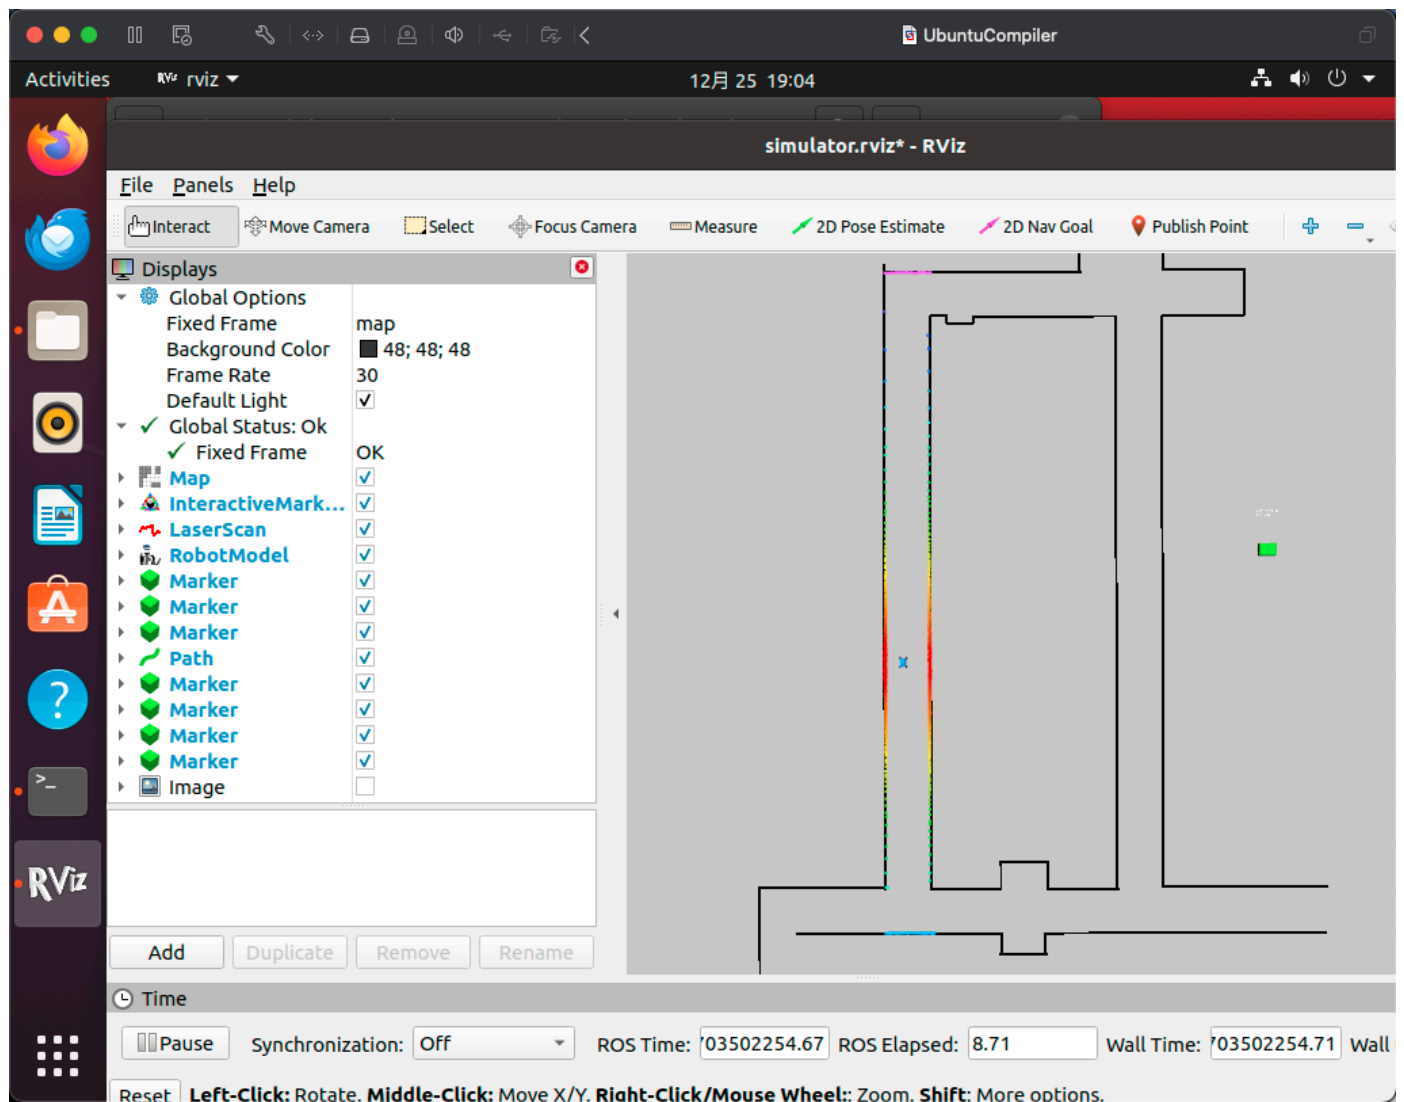 UbuntuCompiler
Activities
RViz rviz
12月 25 19:04
simulator.rviz* - RViz
File Panels Help
Interact Move Camera Select Focus Camera Measure 2D Pose Estimate 2D Nav Goal Publish Point
Displays
Global Options
Fixed Frame map
Background Color 48; 48; 48
Frame Rate 30
Default Light
Global Status: Ok
Fixed Frame OK
Map
InteractiveMark...
LaserScan
RobotModel
Marker
Marker
Marker
Path
Marker
Marker
Marker
Marker
Image
RViz
Add Duplicate Remove Rename
Time
Pause Synchronization: Off ROS Time: 703502254.67 ROS Elapsed: 8.71 Wall Time: 703502254.71 Wall
Reset Left-Click: Rotate. Middle-Click: Move X/Y. Right-Click/Mouse Wheel:: Zoom. Shift: More options.